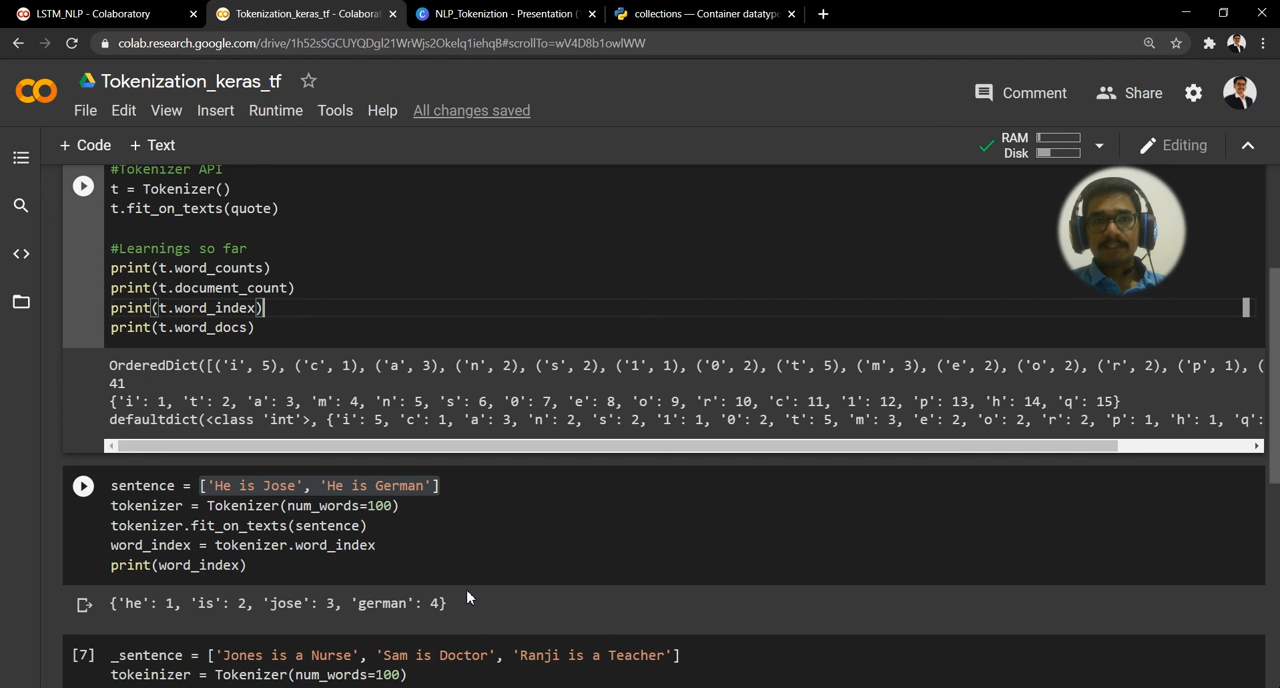 LSTM_NLP - Colaboratory
Tokenization_keras_tf - Colaborat
NLP_Tokeniztion - Presentation (
collections — Container datatype
colab.research.google.com/drive/1h52sSGCUYQDgl21WrWjs2Okelq1iehqB#scrollTo=wV4D8b1owlWW
Tokenization_keras_tf
Comment
Share
File Edit View Insert Runtime Tools Help All changes saved
+ Code + Text
RAM
Disk
Editing
#Tokenizer API
t = Tokenizer()
t.fit_on_texts(quote)
#Learnings so far
print(t.word_counts)
print(t.document_count)
print(t.word_index)
print(t.word_docs)
OrderedDict([('i', 5), ('c', 1), ('a', 3), ('n', 2), ('s', 2), ('1', 1), ('0', 2), ('t', 5), ('m', 3), ('e', 2), ('o', 2), ('r', 2), ('p', 1), (
41
{'i': 1, 't': 2, 'a': 3, 'm': 4, 'n': 5, 's': 6, '0': 7, 'e': 8, 'o': 9, 'r': 10, 'c': 11, '1': 12, 'p': 13, 'h': 14, 'q': 15}
defaultdict(<class 'int'>, {'i': 5, 'c': 1, 'a': 3, 'n': 2, 's': 2, '1': 1, '0': 2, 't': 5, 'm': 3, 'e': 2, 'o': 2, 'r': 2, 'p': 1, 'h': 1, 'q':
sentence = ['He is Jose', 'He is German']
tokenizer = Tokenizer(num_words=100)
tokenizer.fit_on_texts(sentence)
word_index = tokenizer.word_index
print(word_index)
{'he': 1, 'is': 2, 'jose': 3, 'german': 4}
[7] _sentence = ['Jones is a Nurse', 'Sam is Doctor', 'Ranji is a Teacher']
tokeinizer = Tokenizer(num_words=100)